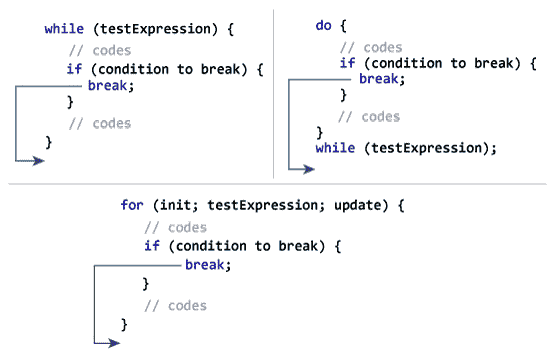 while (testExpression) {
// codes
if (condition to break) {
break;
}
// codes
}
do {
// codes
if (condition to break) {
break;
}
// codes
}
while (testExpression);
for (init; testExpression; update) {
// codes
if (condition to break) {
break;
}
// codes
}